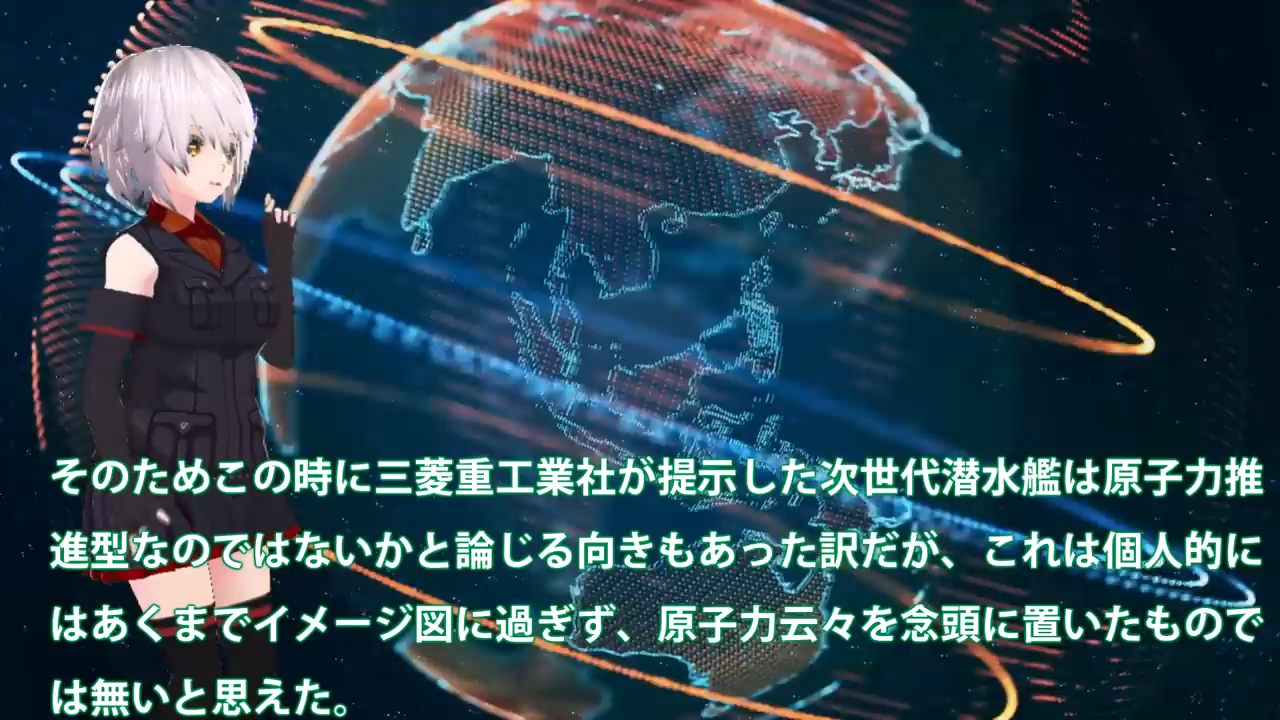 そのためこの時に三菱重工業社が提示した次世代潜水艦は原子力推
進型なのではないかと論じる向きもあった訳だが、これは個人的に
はあくまでイメージ図に過ぎず、原子力云々を念頭に置いたもので
は無いと思えた。